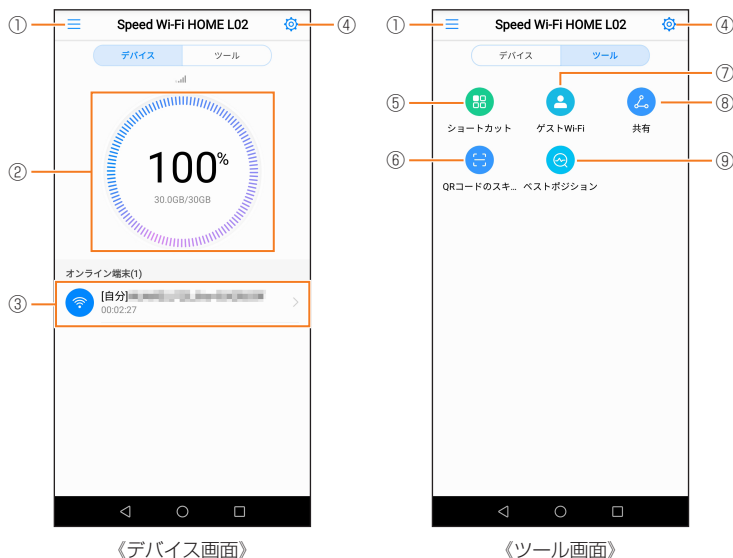 ①
Speed Wi-Fi HOME L02
④
デバイス
ツール
②
100%
30.0GB/30GB
オンライン端末(1)
③
[自分]
00:02:27
《デバイス画面》
①
Speed Wi-Fi HOME L02
④
デバイス
ツール
⑦
⑤
⑧
ショートカット
ゲストWi-Fi
共有
⑥
⑨
QRコードのスキ...
ベストポジション
《ツール画面》